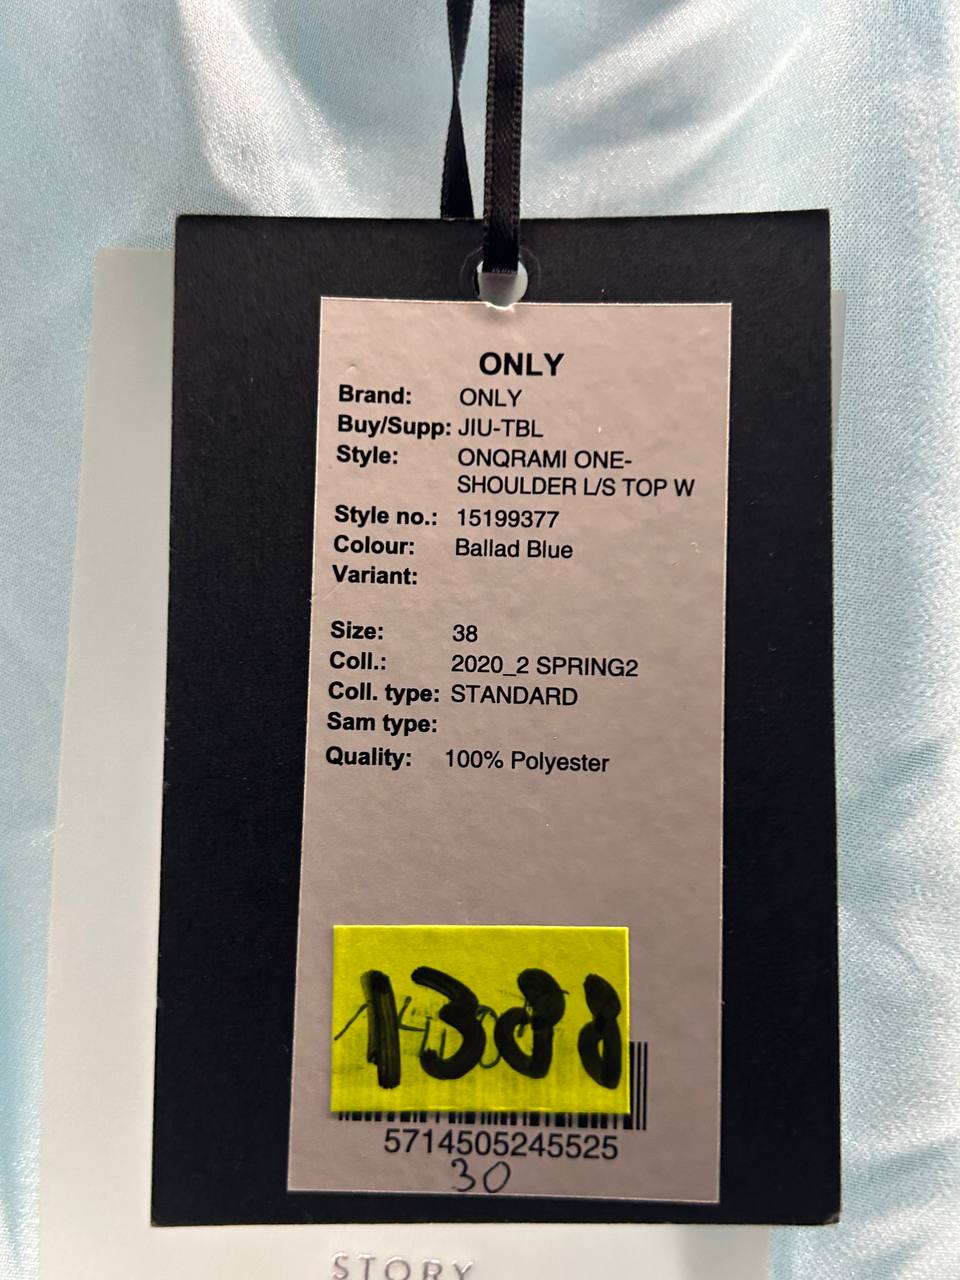 ONLY
Brand: ONLY
Buy/Supp: JIU-TBL
Style: ONQRAMI ONE-
SHOULDER L/S TOP W
Style no.: 15199377
Colour: Ballad Blue
Variant:
Size: 38
Coll.: 2020_2 SPRING2
Coll. type: STANDARD
Sam type:
Quality: 100% Polyester
1388
5714505245525
30
STORY